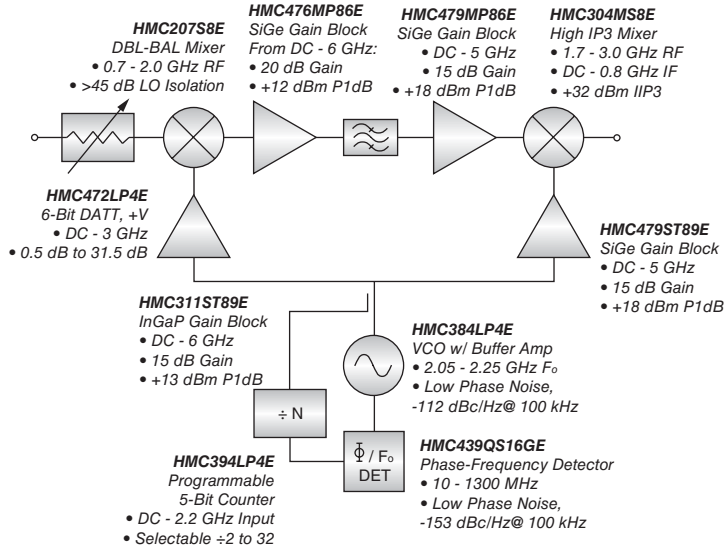 HMC207S8E
DBL-BAL Mixer
• 0.7 - 2.0 GHz RF
• >45 dB LO Isolation
HMC476MP86E
SiGe Gain Block
From DC - 6 GHz:
• 20 dB Gain
• +12 dBm P1dB
HMC479MP86E
SiGe Gain Block
• DC - 5 GHz
• 15 dB Gain
• +18 dBm P1dB
HMC304MS8E
High IP3 Mixer
• 1.7 - 3.0 GHz RF
• DC - 0.8 GHz IF
• +32 dBm IIP3
HMC472LP4E
6-Bit DATT, +V
• DC - 3 GHz
• 0.5 dB to 31.5 dB
HMC479ST89E
SiGe Gain Block
• DC - 5 GHz
• 15 dB Gain
• +18 dBm P1dB
HMC311ST89E
InGaP Gain Block
• DC - 6 GHz
• 15 dB Gain
• +13 dBm P1dB
HMC384LP4E
VCO w/ Buffer Amp
• 2.05 - 2.25 GHz Fo
• Low Phase Noise,
-112 dBc/Hz@ 100 kHz
÷ N
Φ / Fo
DET
HMC394LP4E
Programmable
5-Bit Counter
• DC - 2.2 GHz Input
• Selectable ÷2 to 32
HMC439QS16GE
Phase-Frequency Detector
• 10 - 1300 MHz
• Low Phase Noise,
-153 dBc/Hz@ 100 kHz